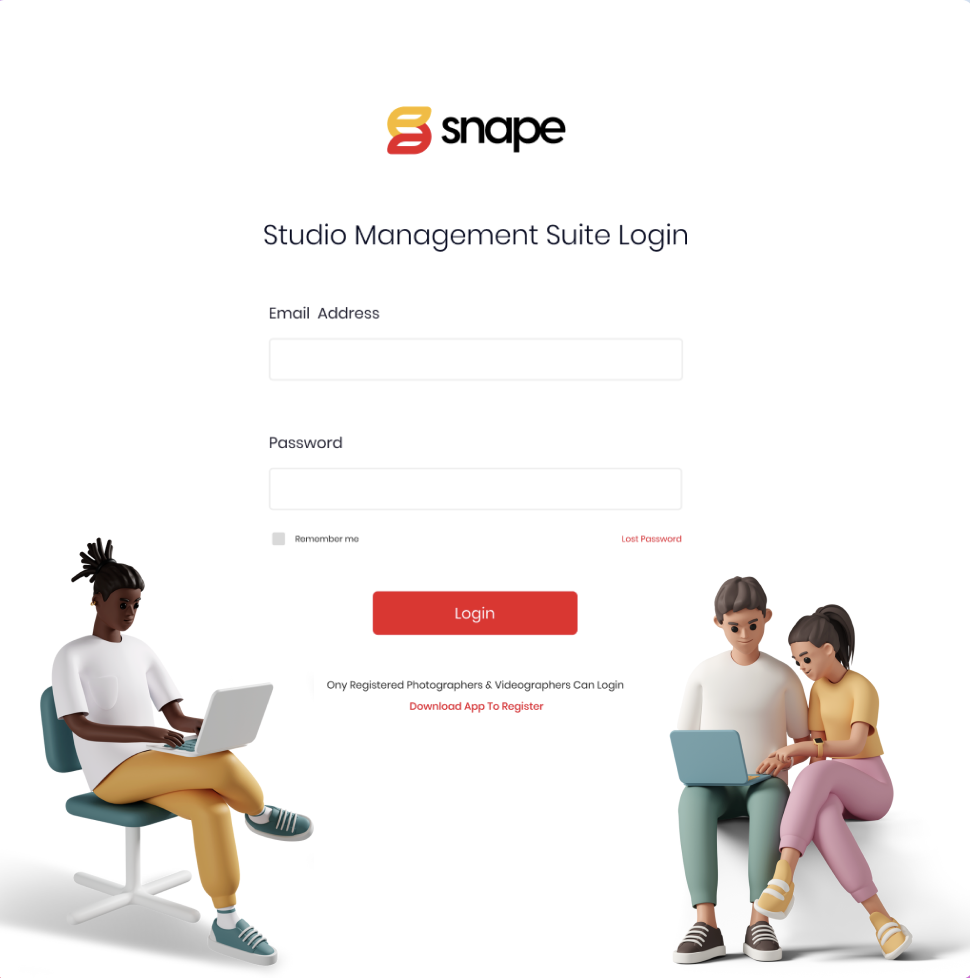 snape
Studio Management Suite Login
Email Address
Password
Remember me
Lost Password
Login
Ony Registered Photographers & Videographers Can Login
Download App To Register